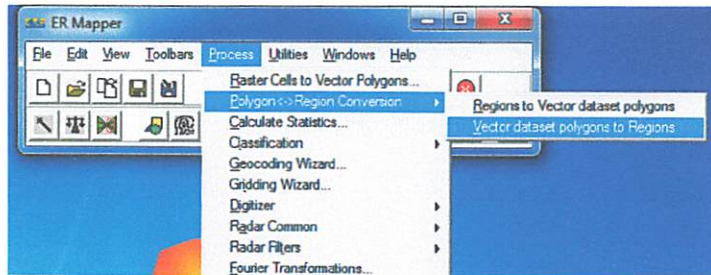 ER Mapper
File Edit View Toolbars Process Utilities Windows Help
Raster Cells to Vector Polygons...
Polygon<->Region Conversion
Regions to Vector dataset polygons
Calculate Statistics...
Vector dataset polygons to Regions
Classification
Geocoding Wizard...
Gridding Wizard...
Digitizer
Radar Common
Radar Filters
Fourier Transformations...